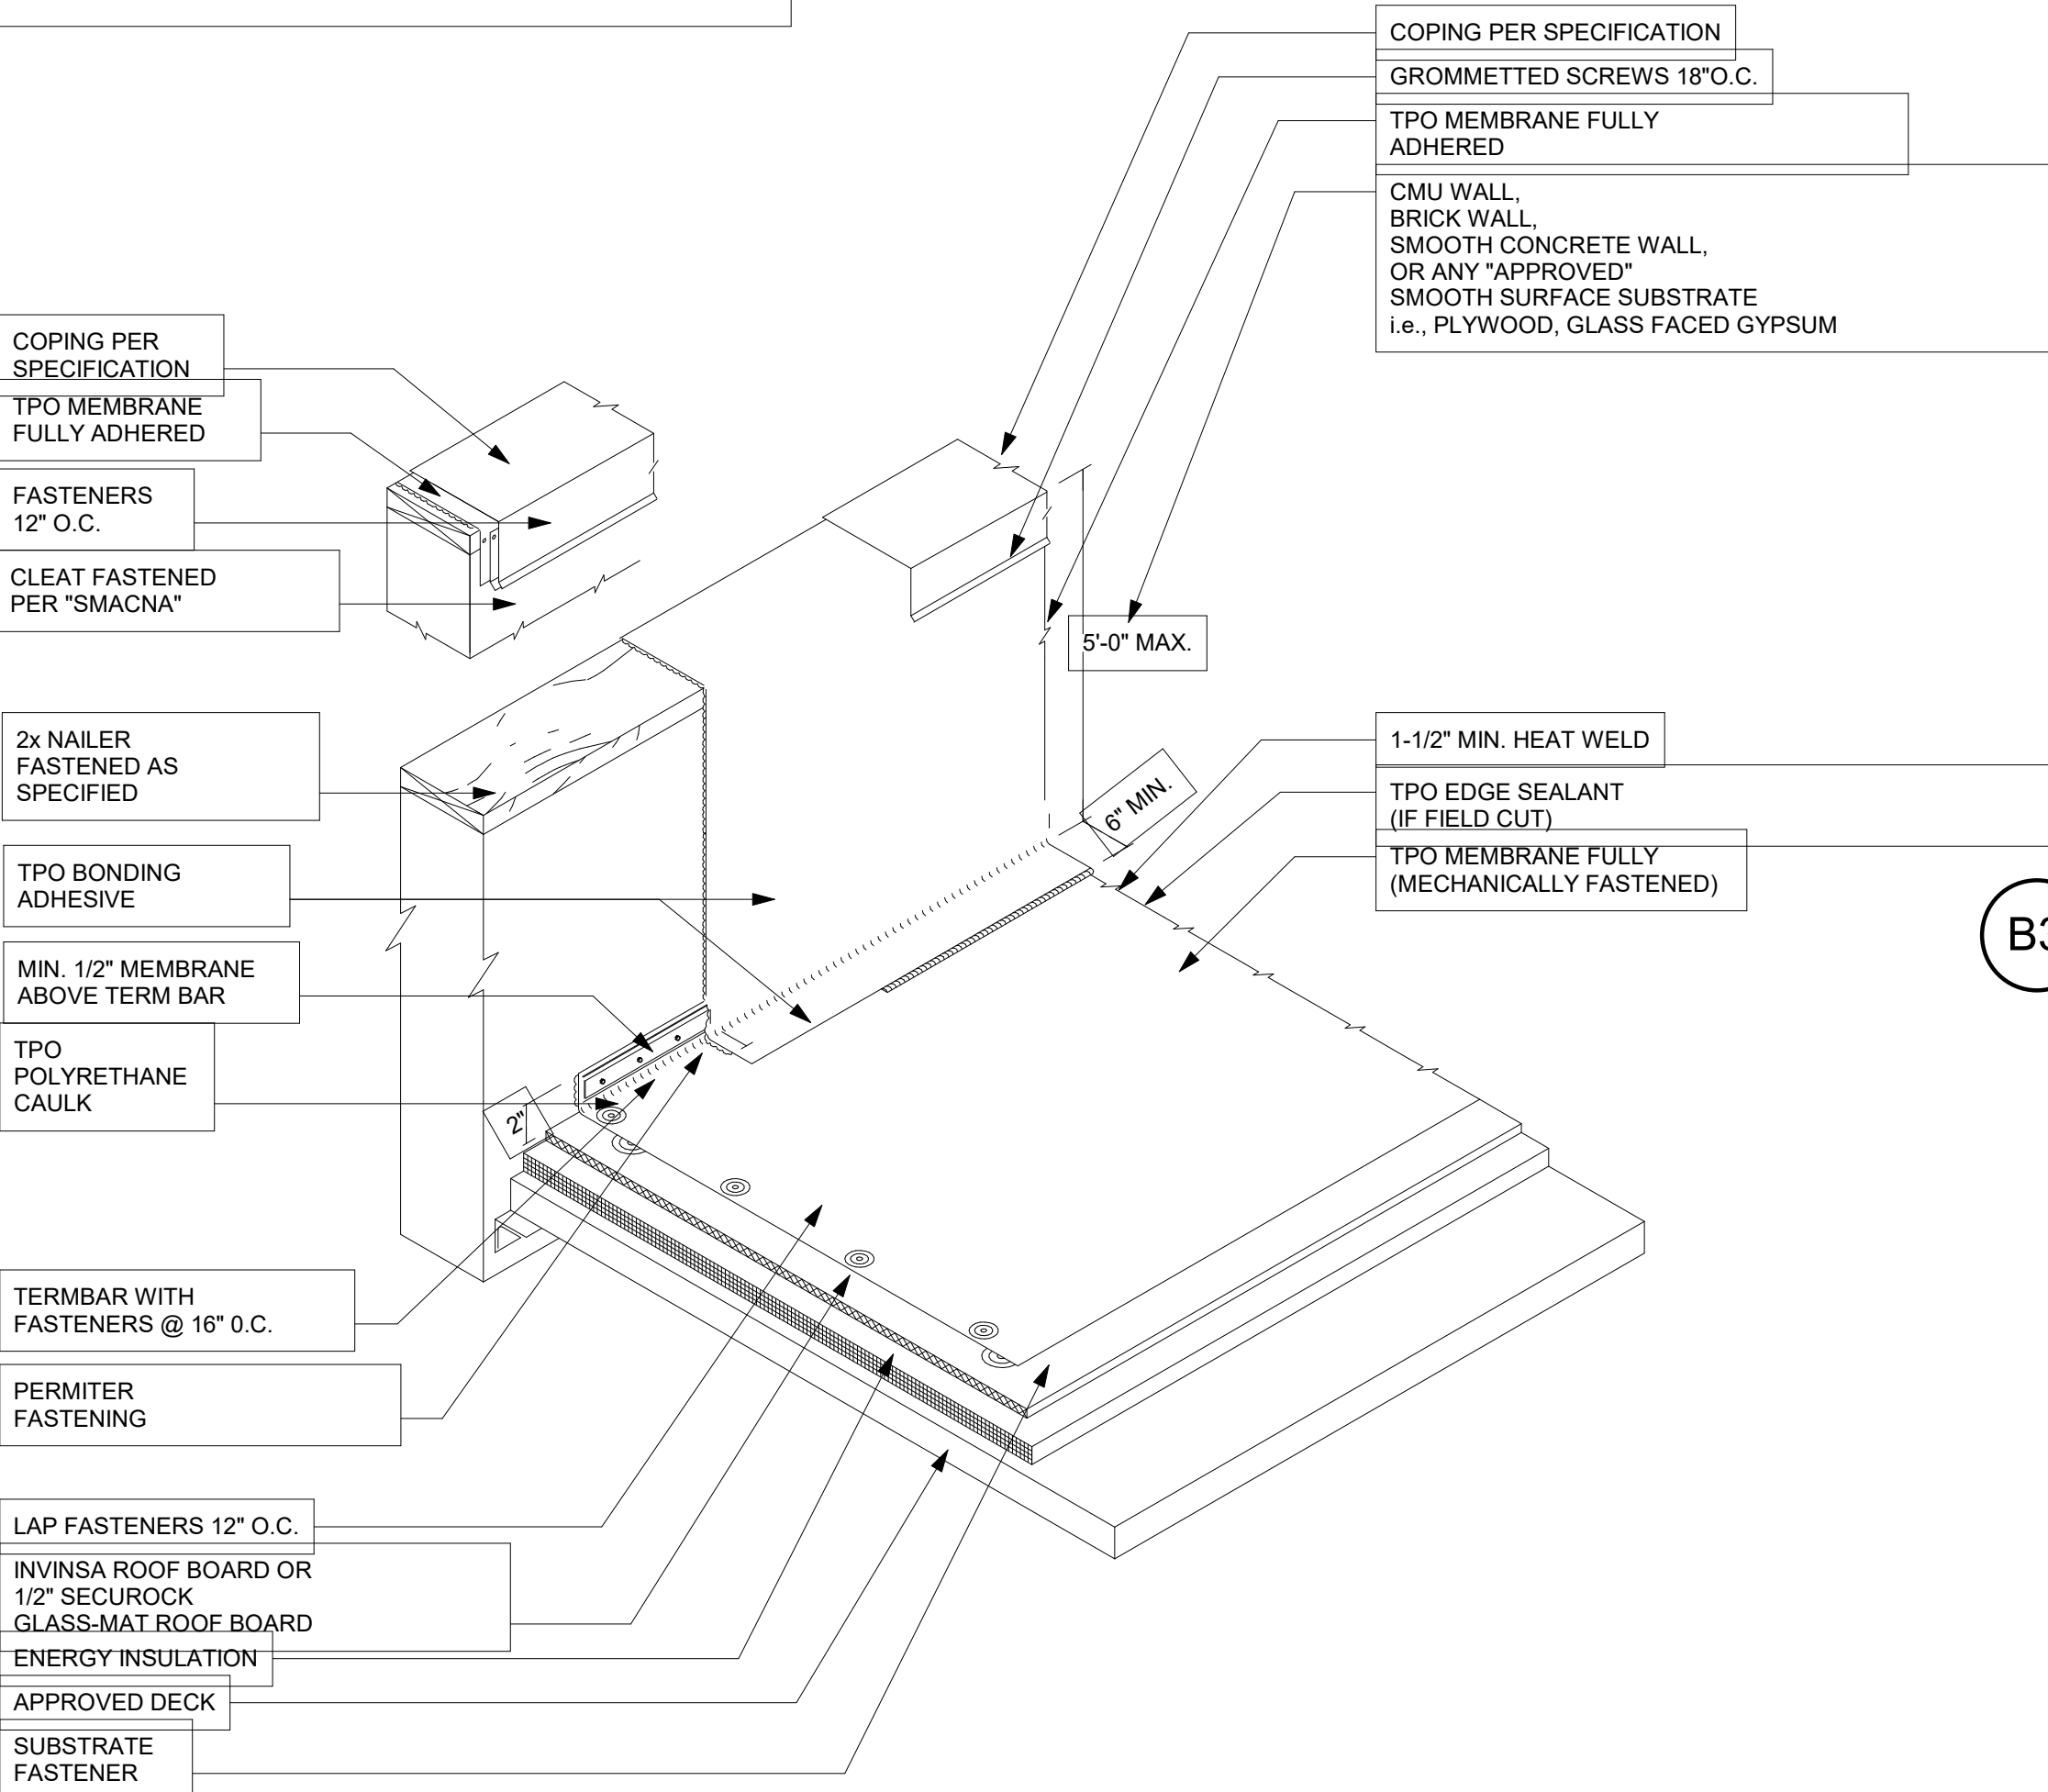 COPING PER SPECIFICATION
GROMMETTED SCREWS 18"O.C.
TPO MEMBRANE FULLY
ADHERED
CMU WALL,
BRICK WALL,
SMOOTH CONCRETE WALL,
OR ANY "APPROVED"
SMOOTH SURFACE SUBSTRATE
i.e., PLYWOOD, GLASS FACED GYPSUM
COPING PER
SPECIFICATION
TPO MEMBRANE
FULLY ADHERED
FASTENERS
12" O.C.
CLEAT FASTENED
PER "SMACNA"
5'-0" MAX.
2x NAILER
FASTENED AS
SPECIFIED
1-1/2" MIN. HEAT WELD
6" MIN.
TPO EDGE SEALANT
(IF FIELD CUT)
TPO MEMBRANE FULLY
(MECHANICALLY FASTENED)
TPO BONDING
ADHESIVE
MIN. 1/2" MEMBRANE
ABOVE TERM BAR
TPO
POLYRETHANE
CAULK
2"
TERMBAR WITH
FASTENERS @ 16" 0.C.
PERMITER
FASTENING
LAP FASTENERS 12" O.C.
INVINSA ROOF BOARD OR
1/2" SECUROCK
GLASS-MAT ROOF BOARD
ENERGY INSULATION
APPROVED DECK
SUBSTRATE
FASTENER